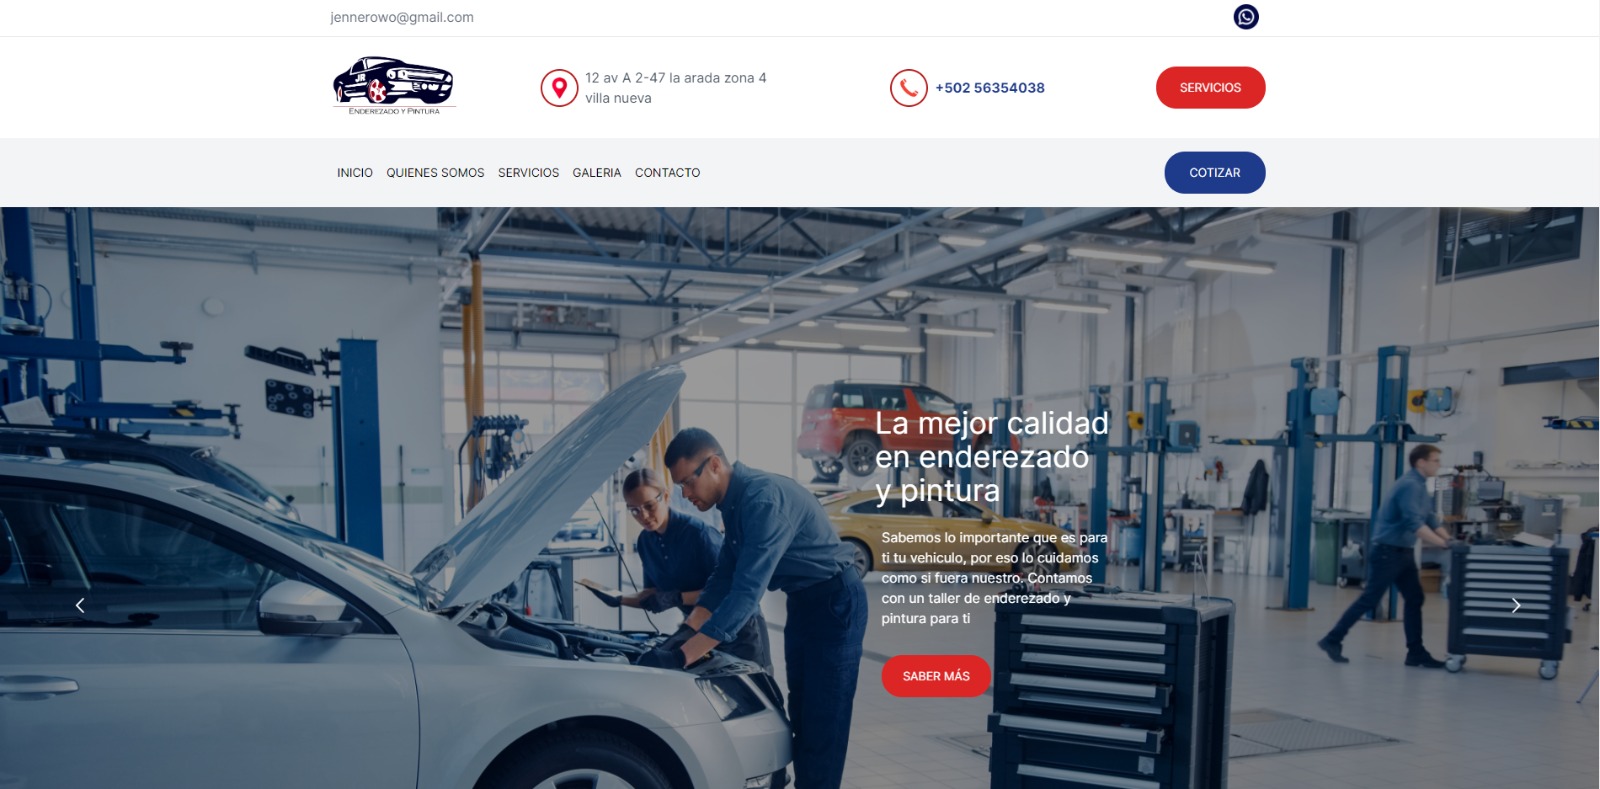 jennerowo@gmail.com
JR
ENDEREZADO Y PINTURA
12 av A 2-47 la arada zona 4
villa nueva
+502 56354038
SERVICIOS
INICIO QUIENES SOMOS SERVICIOS GALERIA CONTACTO
COTIZAR
La mejor calidad
en enderezado
y pintura
Sabemos lo importante que es para
ti tu vehiculo, por eso lo cuidamos
como si fuera nuestro. Contamos
con un taller de enderezado y
pintura para ti
SABER MÁS